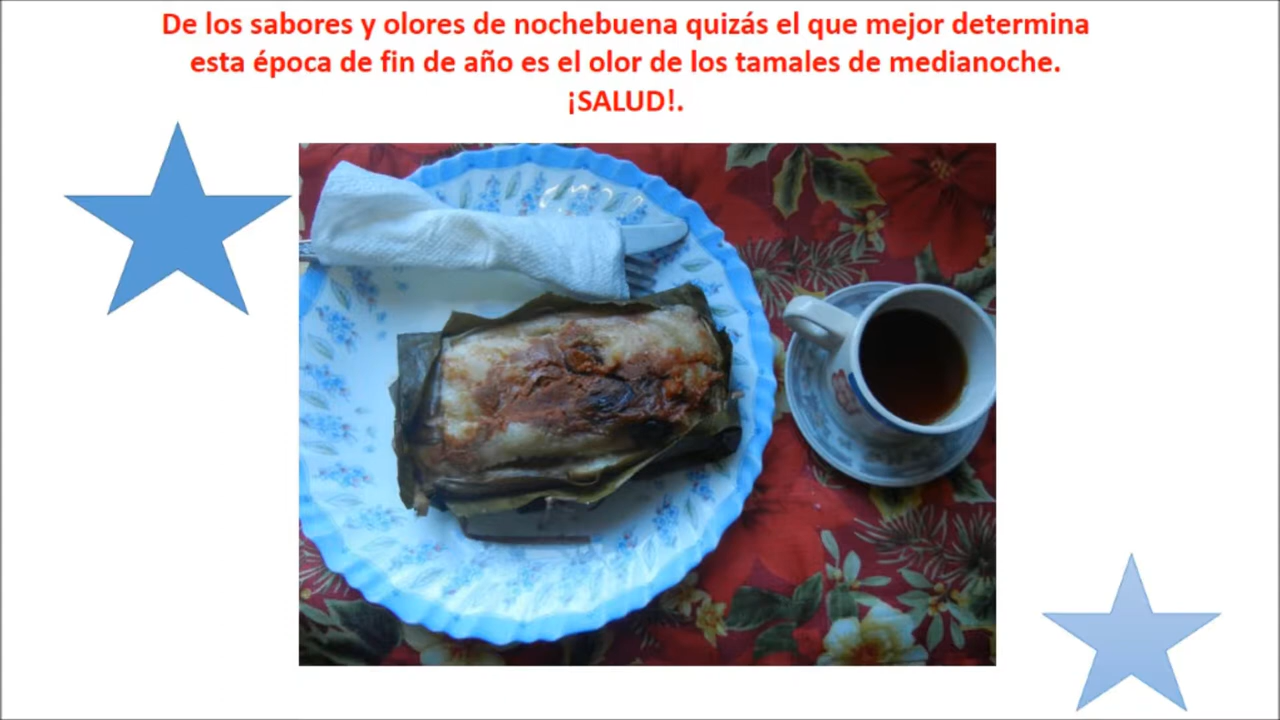 De los sabores y olores de nochebuena quizás el que mejor determina
esta época de fin de año es el olor de los tamales de medianoche.
¡SALUD!.